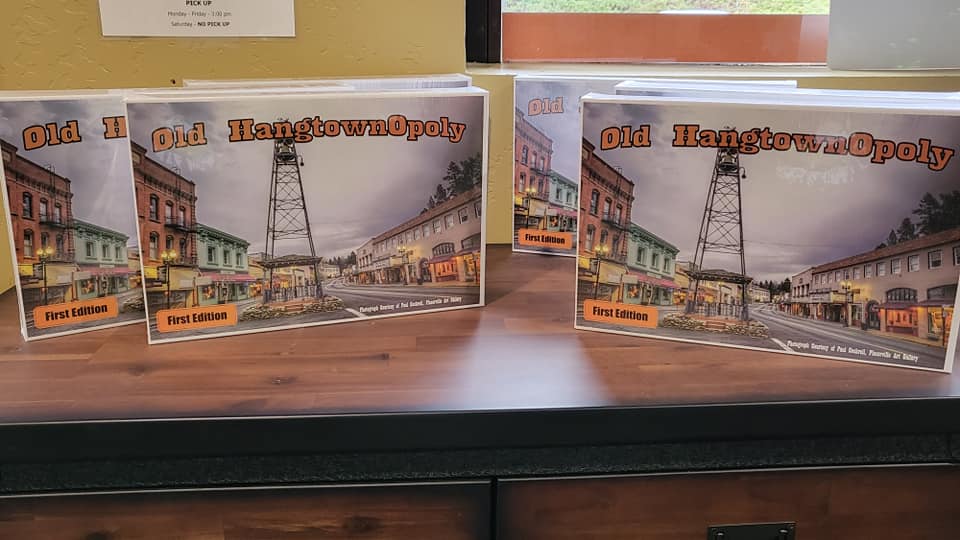 PICK UP
Monday - Friday - 3:00 pm
Saturday - NO PICK UP
Old H
First Edition
Old HangtownOpoly
First Edition
Photograph Courtesy of Paul Cockrell, Placerville Art Gallery
Old
First Edition
Old HangtownOpoly
First Edition
Photograph Courtesy of Paul Cockrell, Placerville Art Gallery